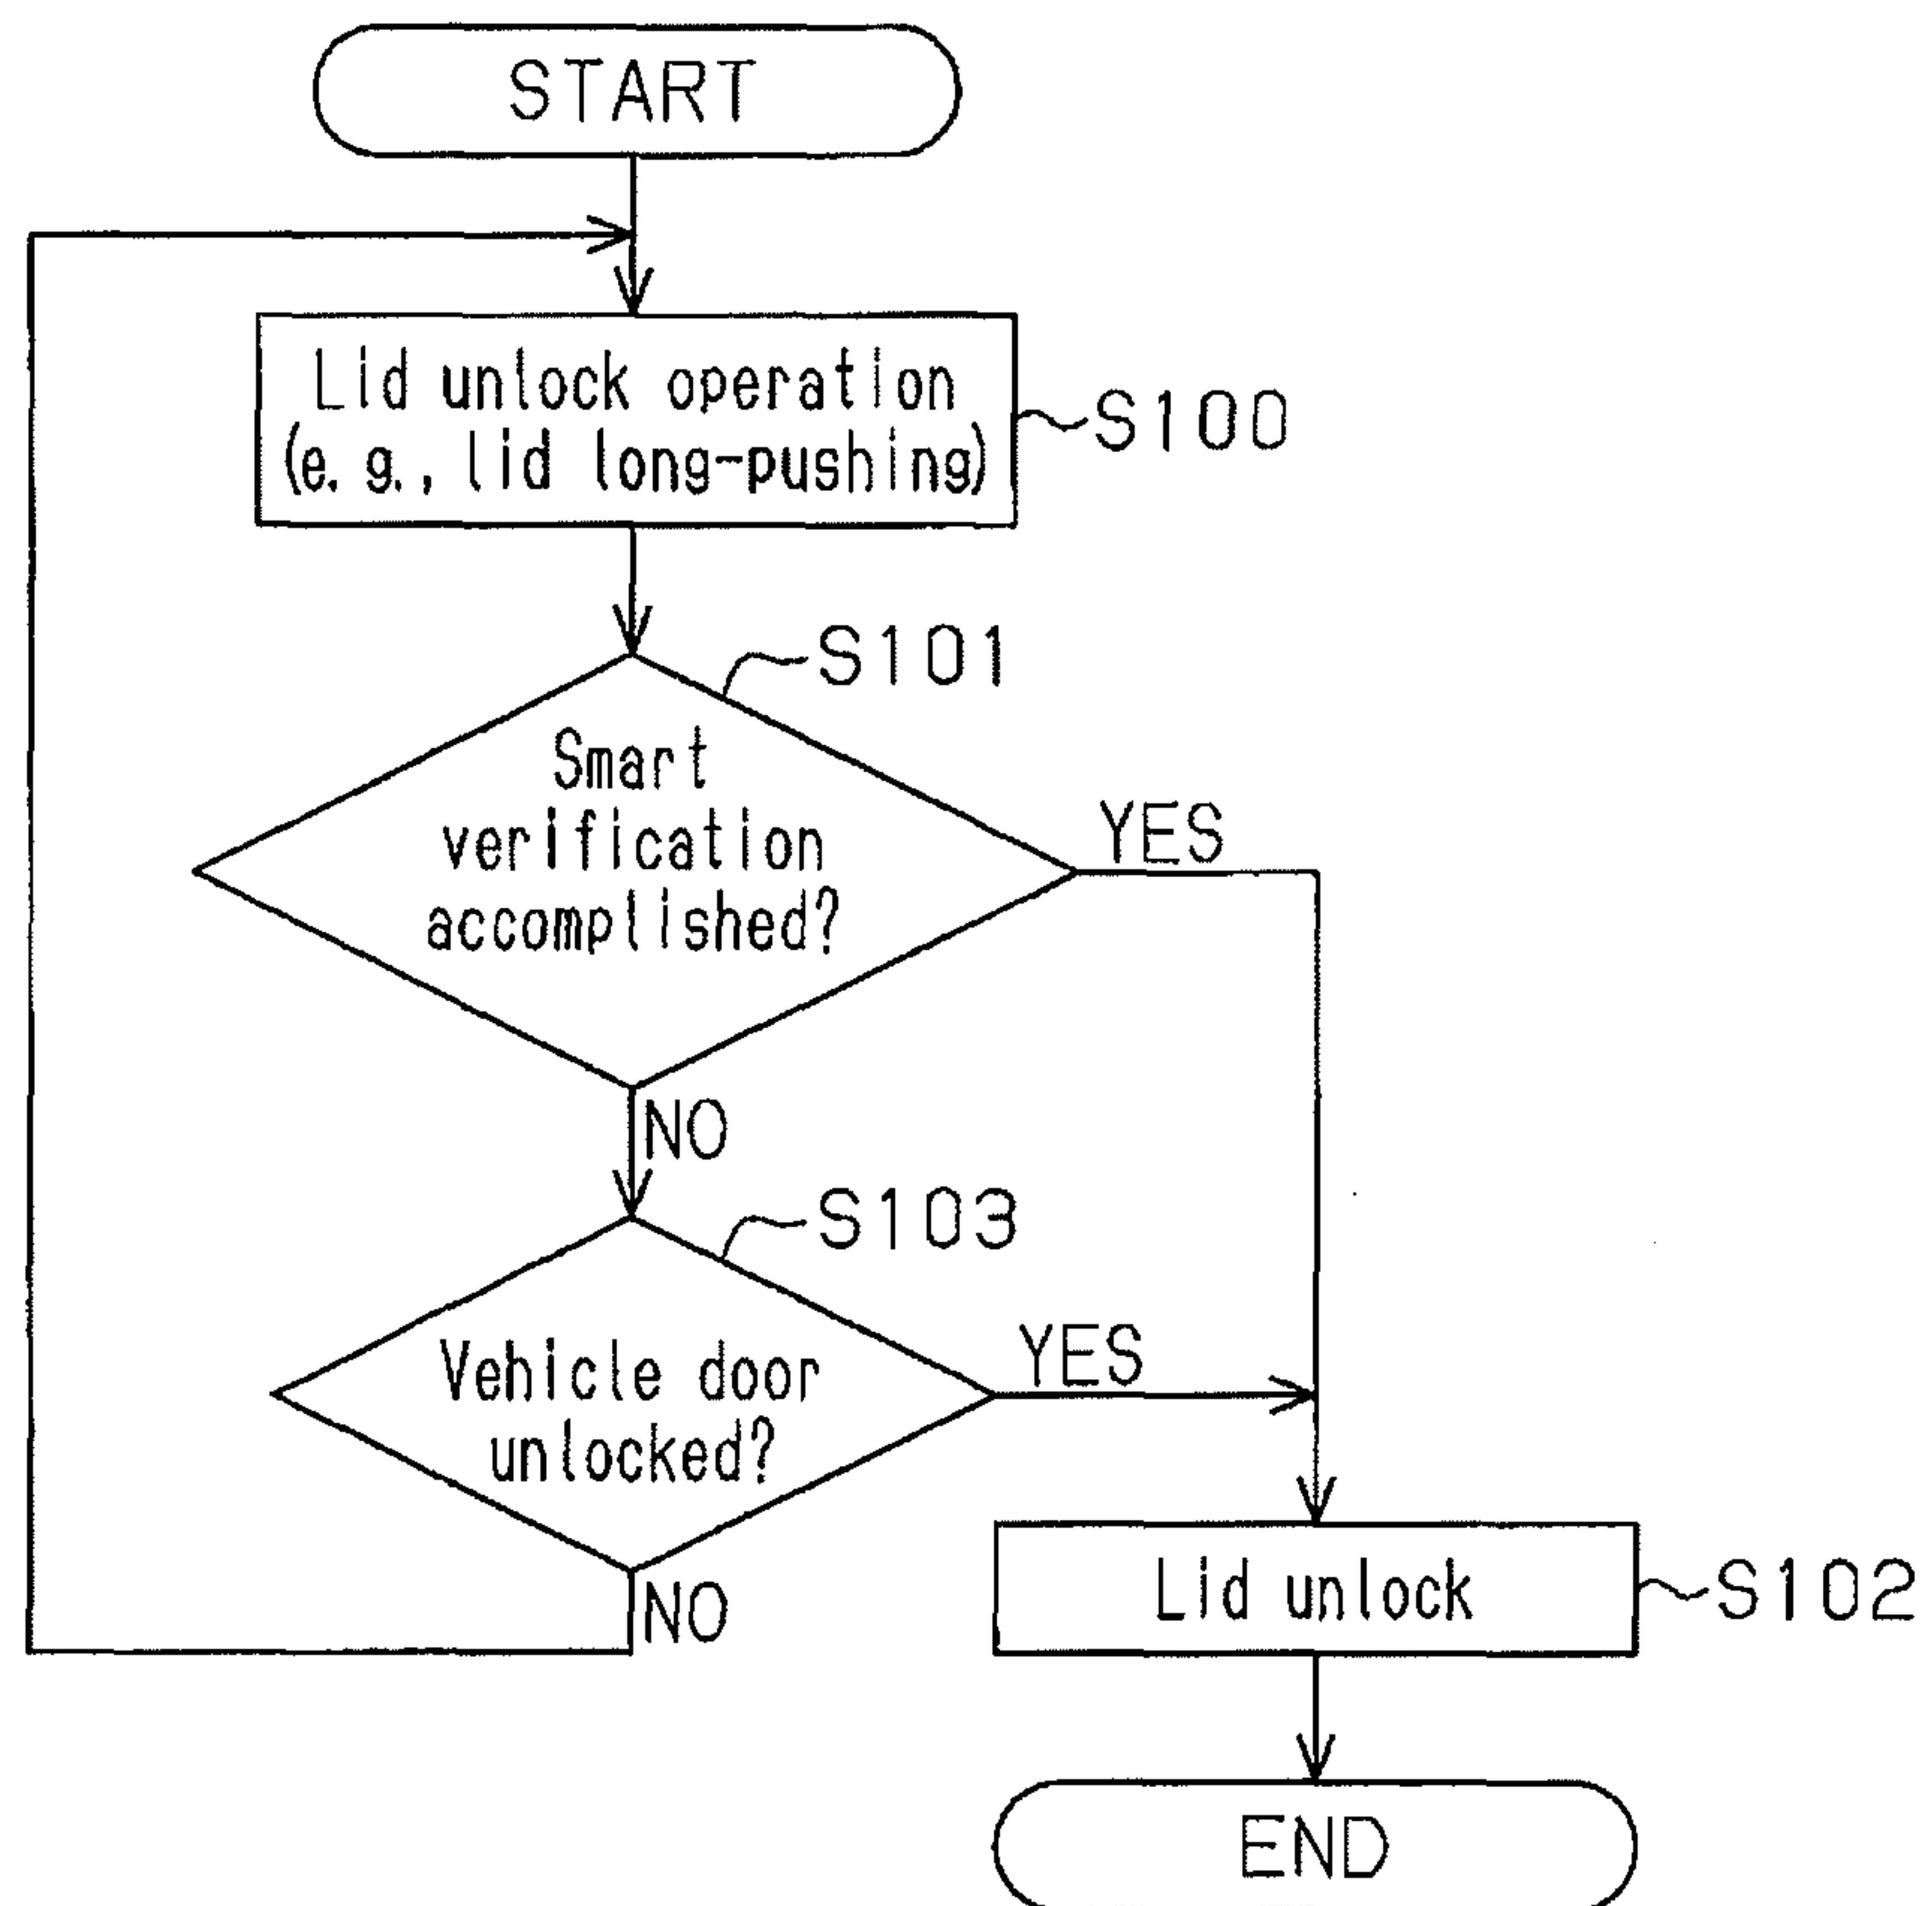 START
Lid unlock operation
(e.g., lid long-pushing)
S100
S101
Smart
verification
accomplished?
YES
NO
S103
Vehicle door
unlocked?
YES
NO
Lid unlock
S102
END